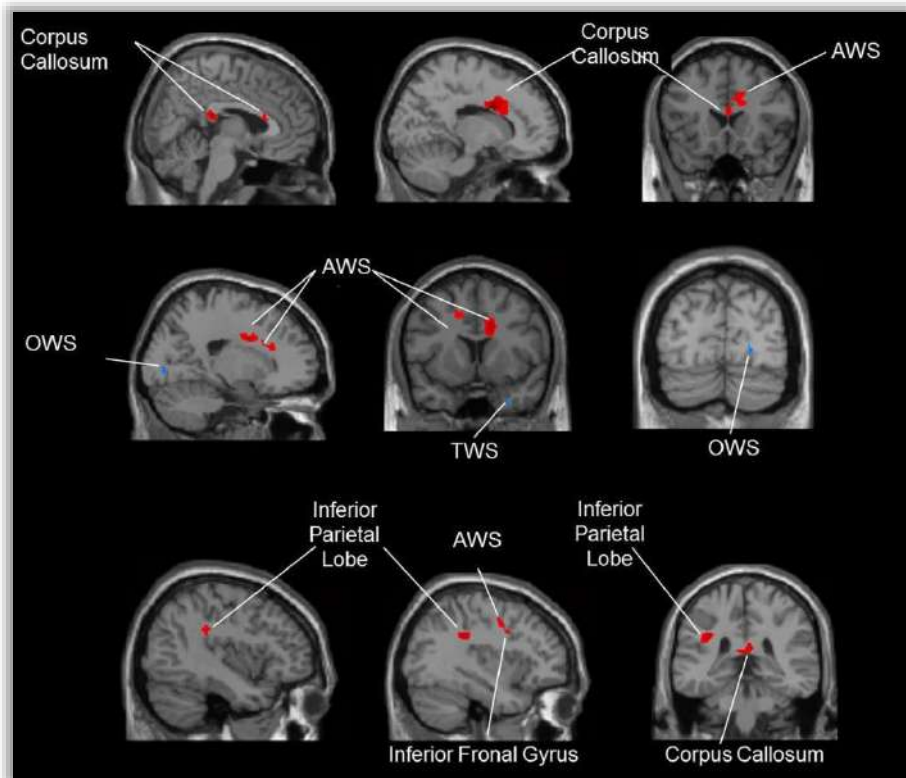 Corpus
Callosum
Corpus
Callosum
AWS
AWS
OWS
TWS
OWS
Inferior
Parietal
Lobe
AWS
Inferior
Parietal
Lobe
Inferior Fronal Gyrus
Corpus Callosum